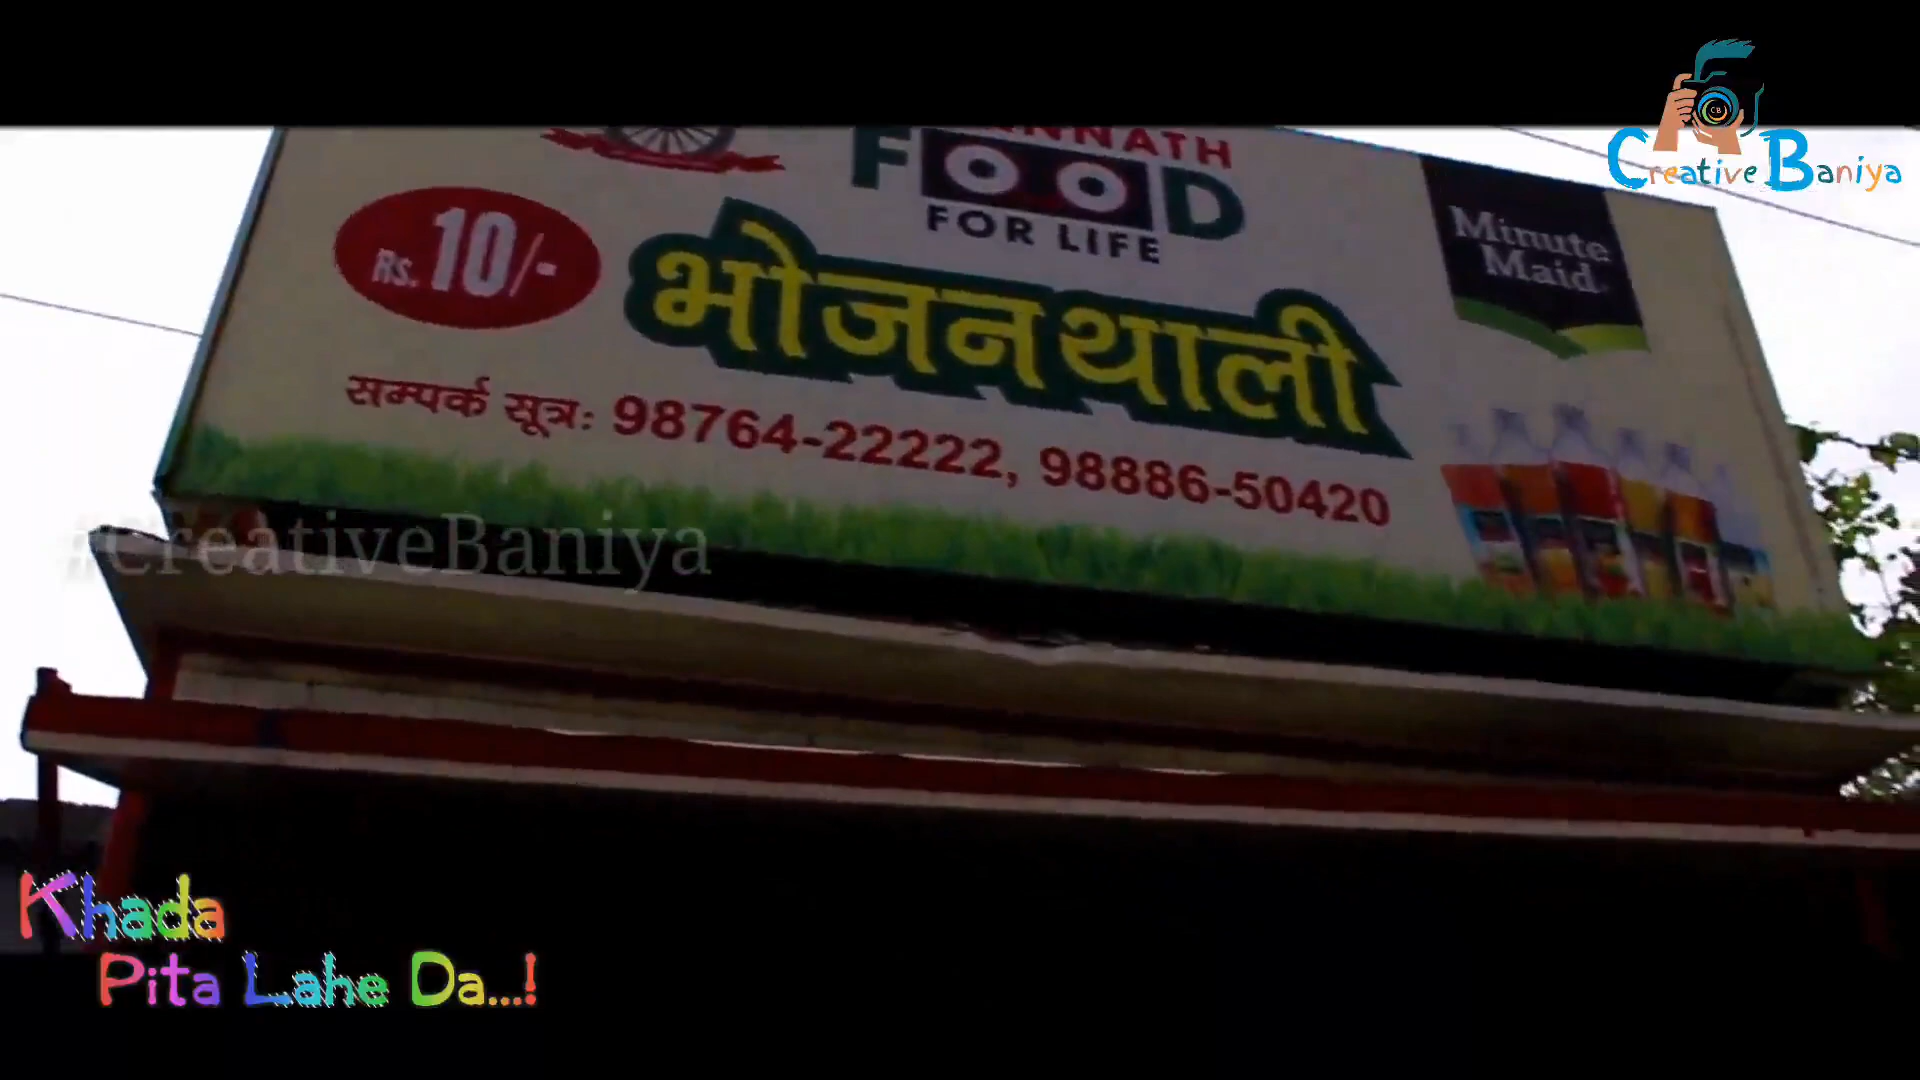 Creative Baniya
FOOD
FOR LIFE
Minute
Maid
Rs. 10/-
भोजन थाली
सम्पर्क सूत्र: 98764-22222, 98886-50420
#CreativeBaniya
Khada
Pita Lahe Da...!